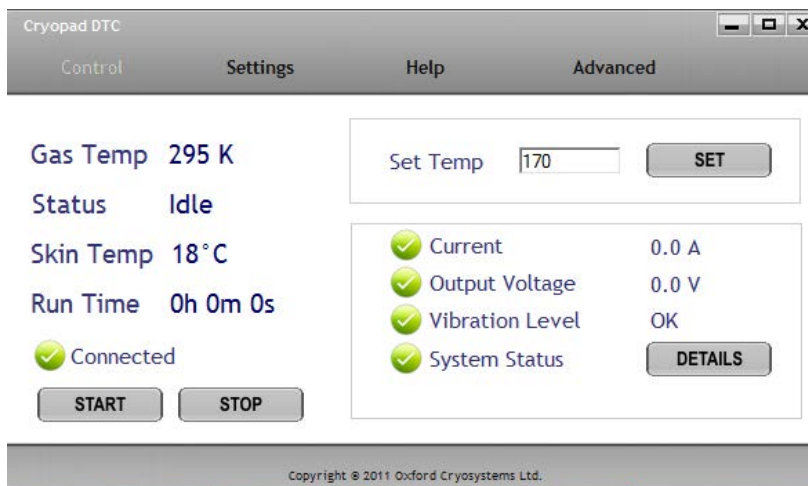 Cryopad DTC
Control Settings Help Advanced
Gas Temp 295 K
Status Idle
Skin Temp 18°C
Run Time 0h 0m 0s
Connected
START STOP
Set Temp 170 SET
Current 0.0 A
Output Voltage 0.0 V
Vibration Level OK
System Status DETAILS
Copyright © 2011 Oxford Cryosystems Ltd.